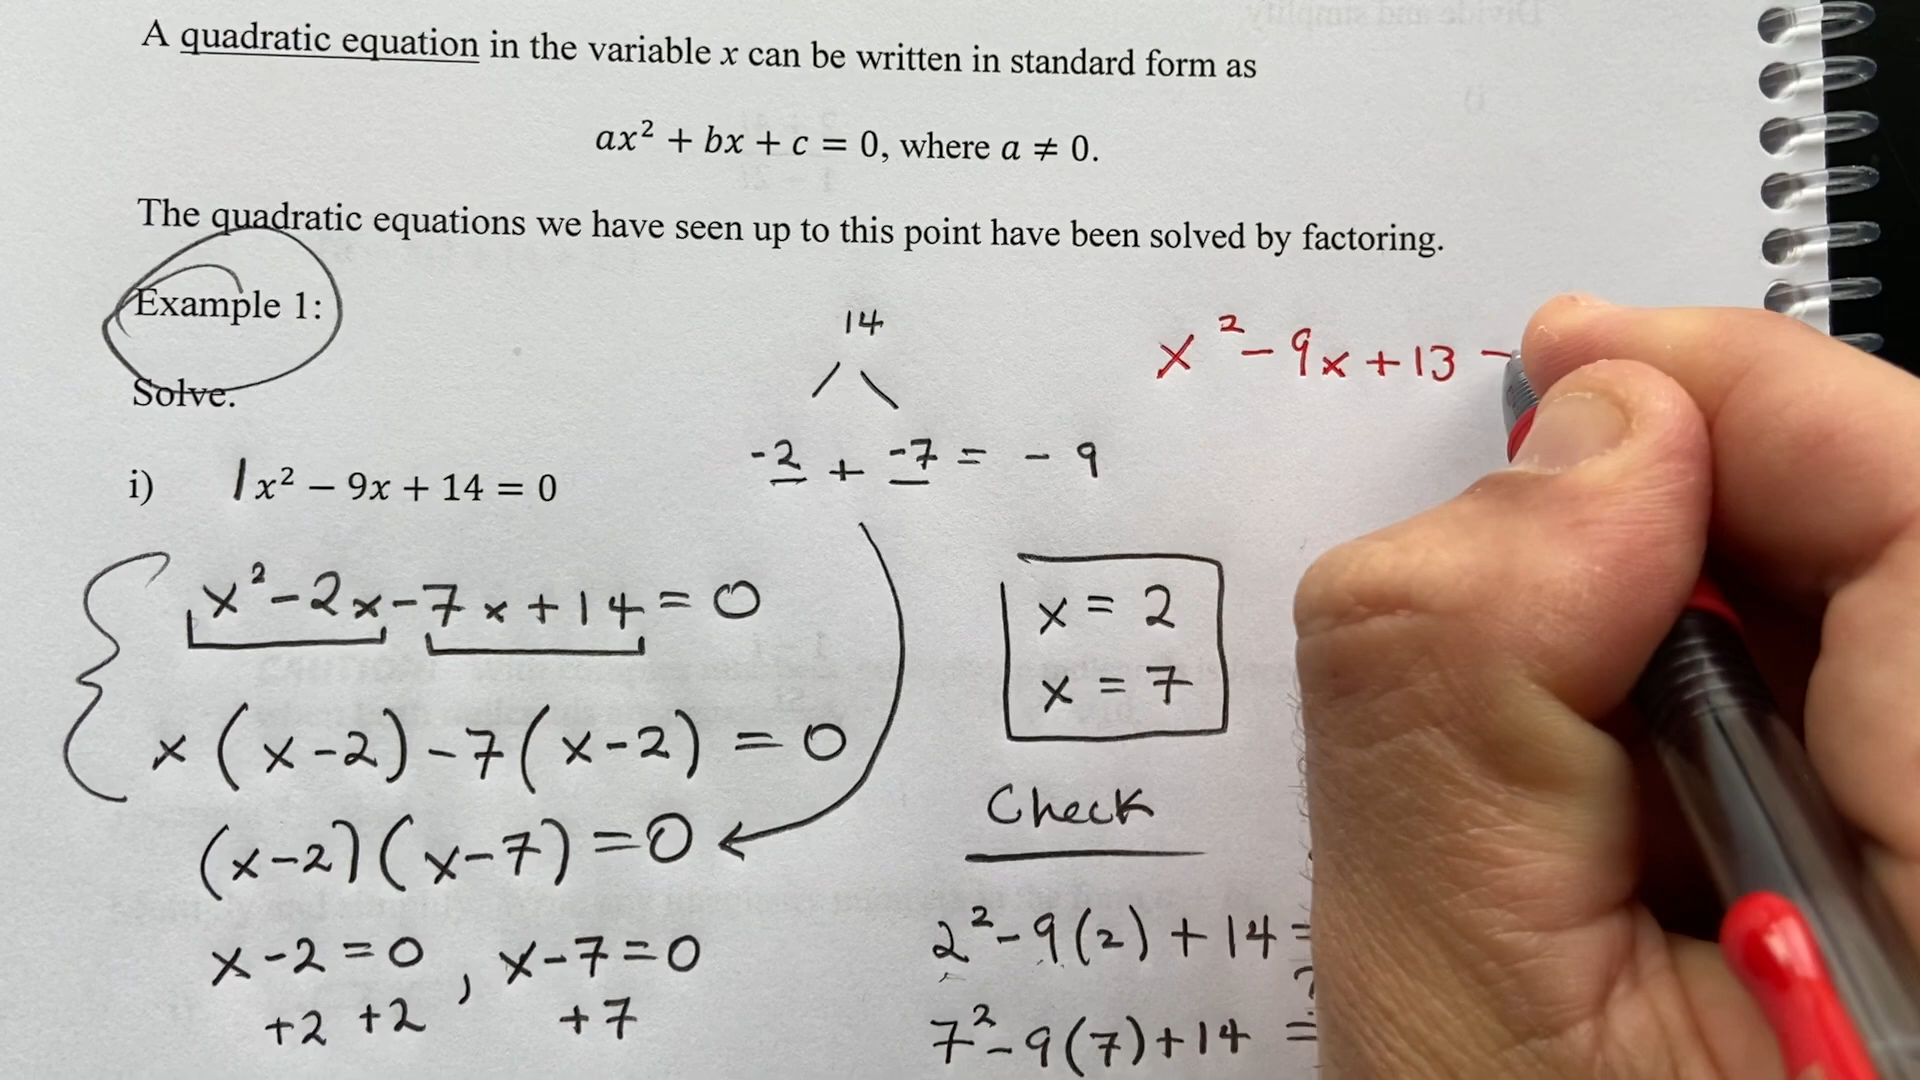 A quadratic equation in the variable x can be written in standard form as
ax² + bx + c = 0, where a ≠ 0.
The quadratic equations we have seen up to this point have been solved by factoring.
Example 1:
Solve.
14
x² - 9x + 13 -
-2 + -7 = -9
i) 1x² − 9x + 14 = 0
x² - 2x - 7x + 14 = 0
x (x-2) - 7 (x-2) = 0
(x-2) (x-7) = 0
x - 2 = 0 , x - 7 = 0
+2 +2 +7
x = 2
x = 7
Check
2² - 9(2) + 14 =
7² - 9(7) + 14 =